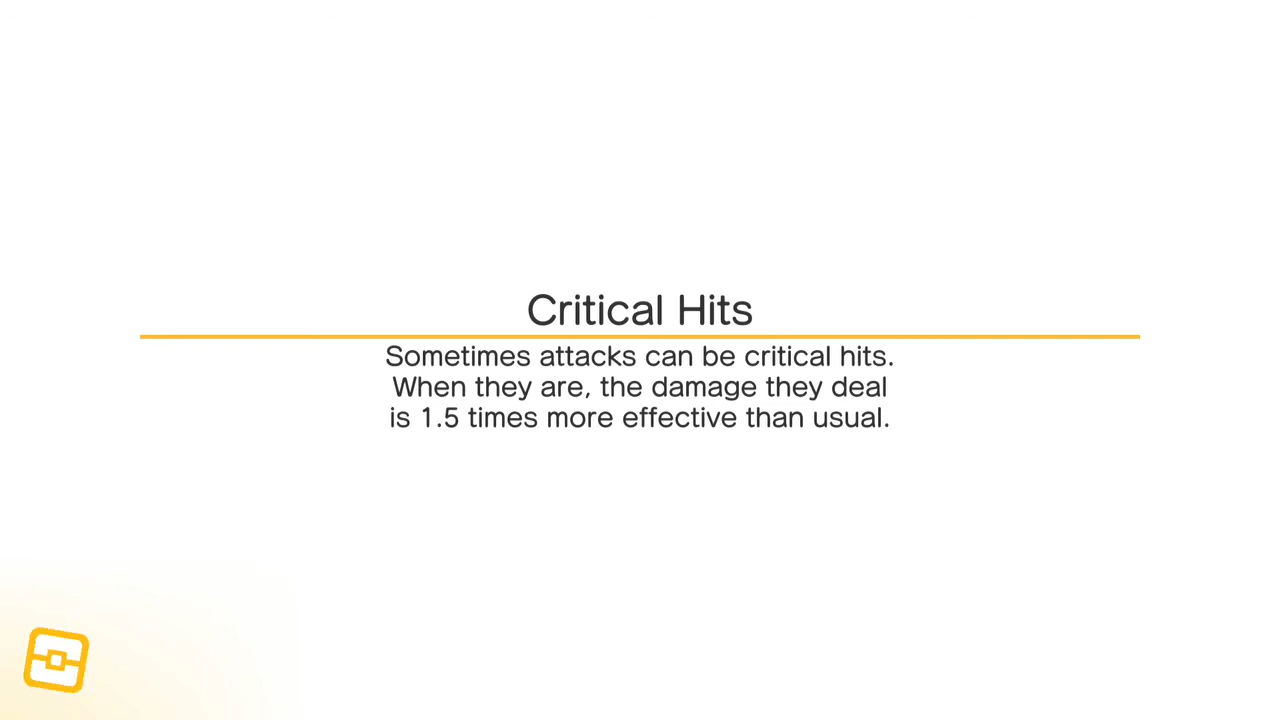 Critical Hits
Sometimes attacks can be critical hits.
When they are, the damage they deal
is 1.5 times more effective than usual.